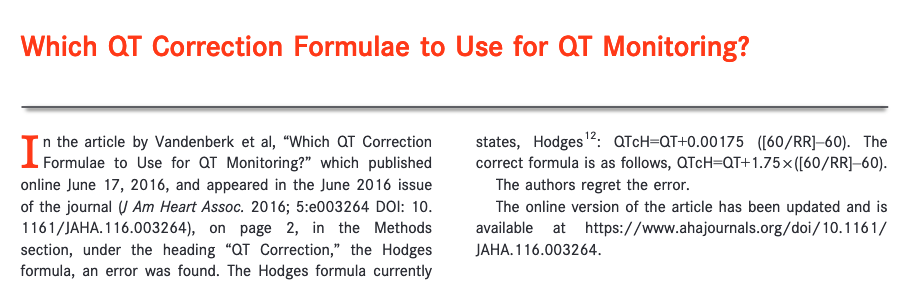 Which QT Correction Formulae to Use for QT Monitoring?
In the article by Vandenberk et al, “Which QT Correction
Formulae to Use for QT Monitoring?” which published
online June 17, 2016, and appeared in the June 2016 issue
of the journal (J Am Heart Assoc. 2016; 5:e003264 DOI: 10.
1161/JAHA.116.003264), on page 2, in the Methods
section, under the heading “QT Correction,” the Hodges
formula, an error was found. The Hodges formula currently
states, Hodges12: QTcH=QT+0.00175 ([60/RR]–60). The
correct formula is as follows, QTcH=QT+1.75×([60/RR]–60).
The authors regret the error.
The online version of the article has been updated and is
available at https://www.ahajournals.org/doi/10.1161/
JAHA.116.003264.